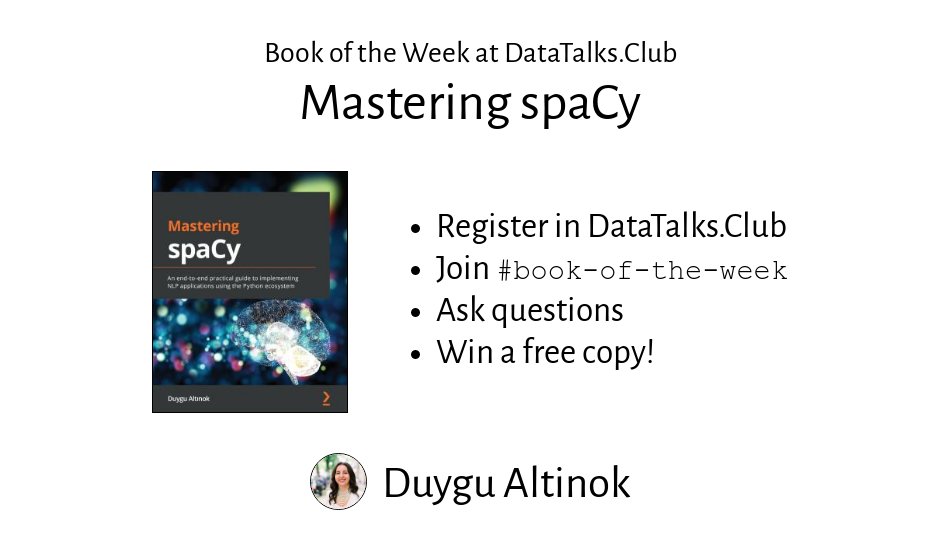 Book of the Week at DataTalks.Club
Mastering spaCy
Mastering
spaCy
An end-to-end practical guide to implementing
NLP applications using the Python ecosystem
Duygu Altınok
• Register in DataTalks.Club
• Join #book-of-the-week
• Ask questions
• Win a free copy!
Duygu Altinok